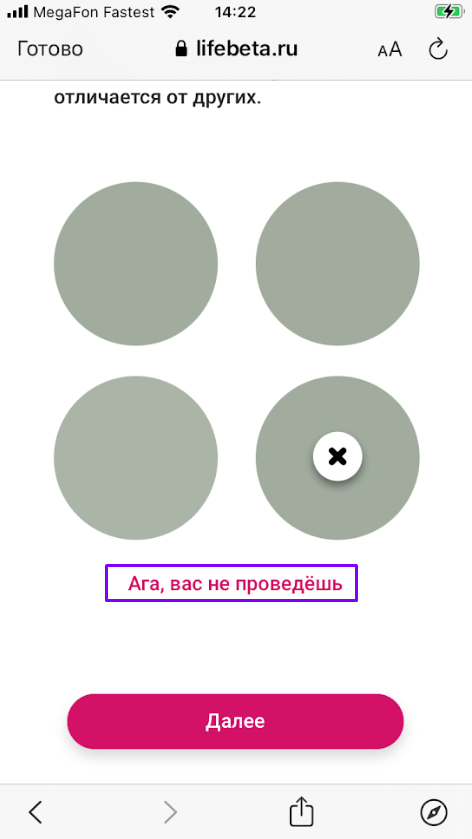 MegaFon Fastest 14:22
Готово lifebeta.ru AA
отличается от других.
Ага, вас не проведёшь
Далее